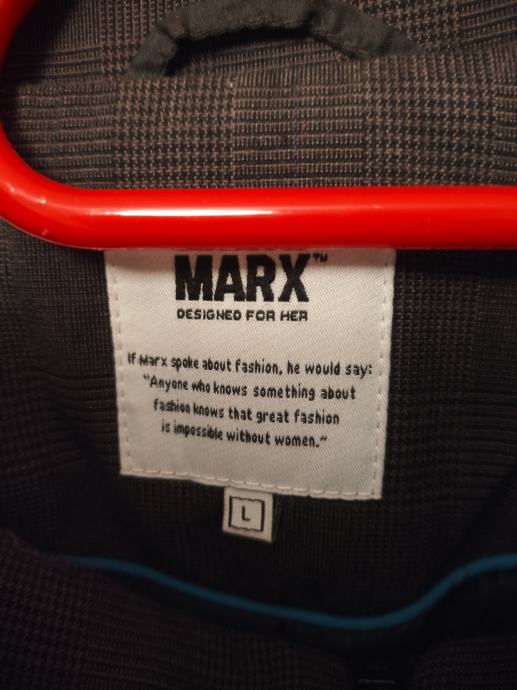 MARX™
DESIGNED FOR HER
If Marx spoke about fashion, he would say:
"Anyone who knows something about
fashion knows that great fashion
is impossible without women."
L